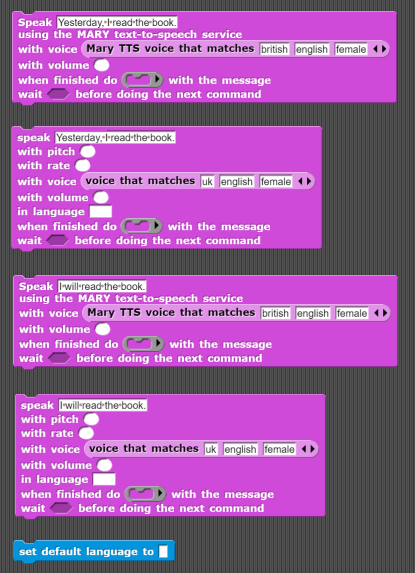 Speak Yesterday, I read the book.
using the MARY text-to-speech service
with voice Mary TTS voice that matches british english female
with volume
when finished do with the message
wait before doing the next command
speak Yesterday, I read the book.
with pitch
with rate
with voice voice that matches uk english female
with volume
in language
when finished do with the message
wait before doing the next command
Speak I will read the book.
using the MARY text-to-speech service
with voice Mary TTS voice that matches british english female
with volume
when finished do with the message
wait before doing the next command
speak I will read the book.
with pitch
with rate
with voice voice that matches uk english female
with volume
in language
when finished do with the message
wait before doing the next command
set default language to